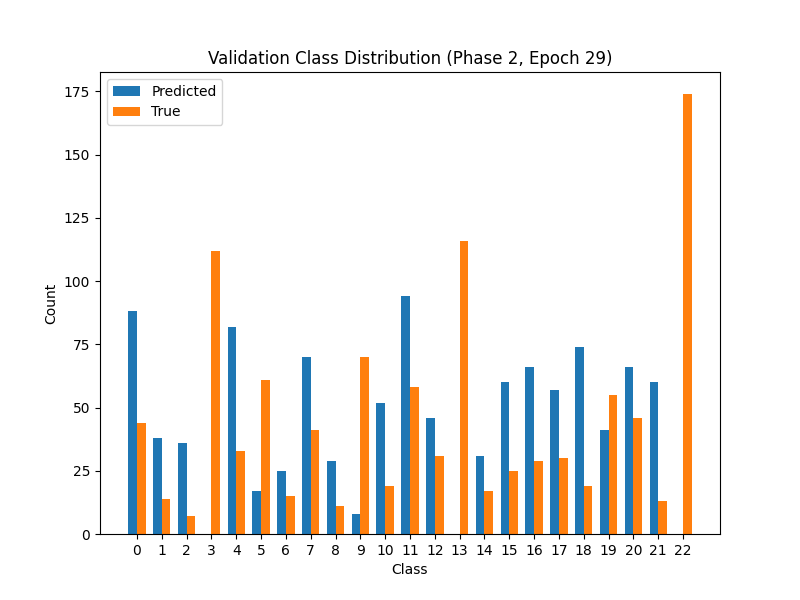 Validation Class Distribution (Phase 2, Epoch 29)
Predicted
True
175
150
125
100
75
50
25
0
Count
0 1 2 3 4 5 6 7 8 9 10 11 12 13 14 15 16 17 18 19 20 21 22
Class